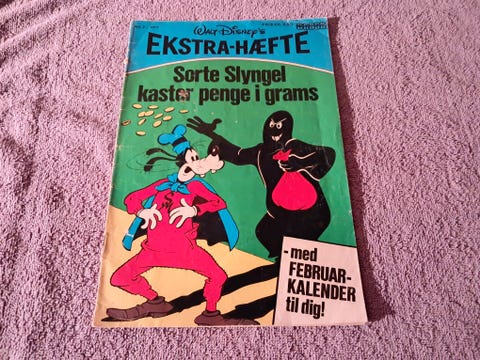 WALT DISNEY'S
EKSTRA-HÆFTE
Sorte Slyngel
kaster penge i grams
- med
FEBRUAR-
KALENDER
til dig!